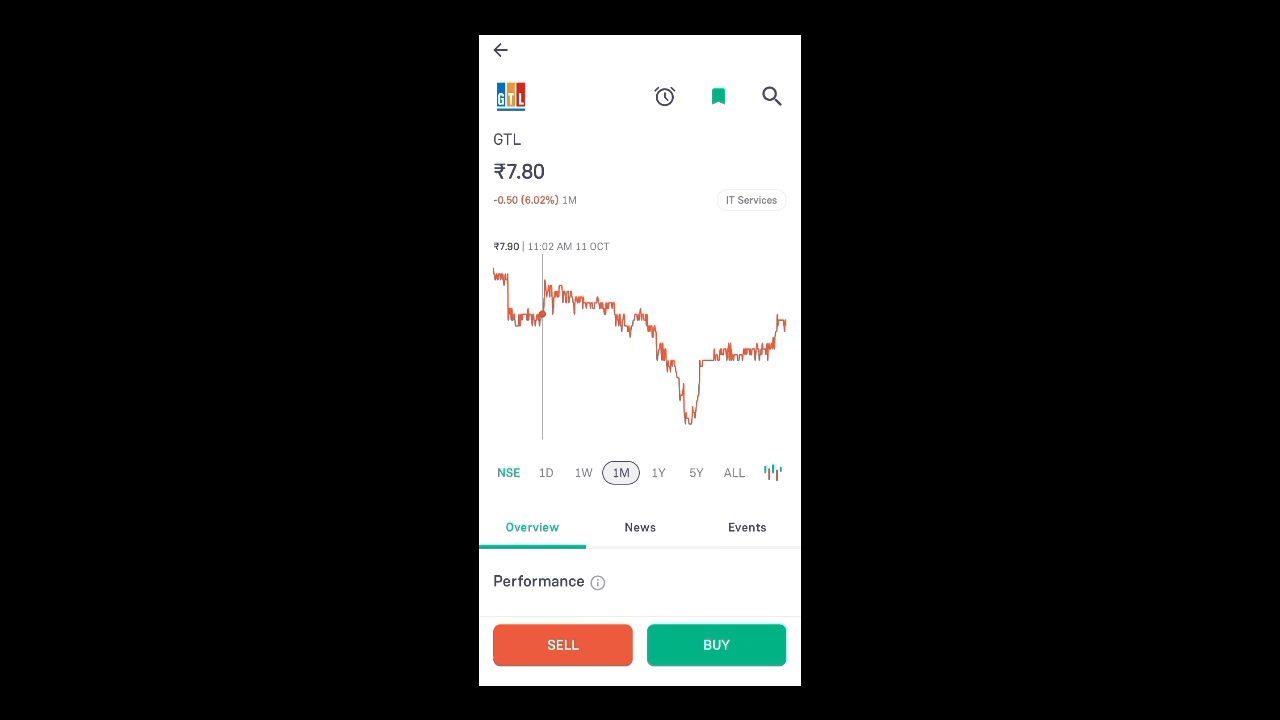 GTL
GTL
₹7.80
-0.50 (6.02%) 1M
IT Services
₹7.90 | 11:02 AM 11 OCT
NSE 1D 1W 1M 1Y 5Y ALL
Overview News Events
Performance
SELL BUY